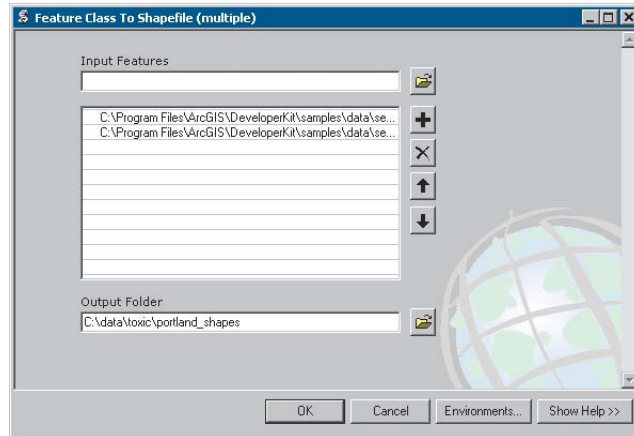 Feature Class To Shapefile (multiple)
Input Features
C:\Program Files\ArcGIS\DeveloperKit\samples\data\se...
C:\Program Files\ArcGIS\DeveloperKit\samples\data\se...
Output Folder
C:\data\toxic\portland_shapes
OK
Cancel
Environments...
Show Help >>